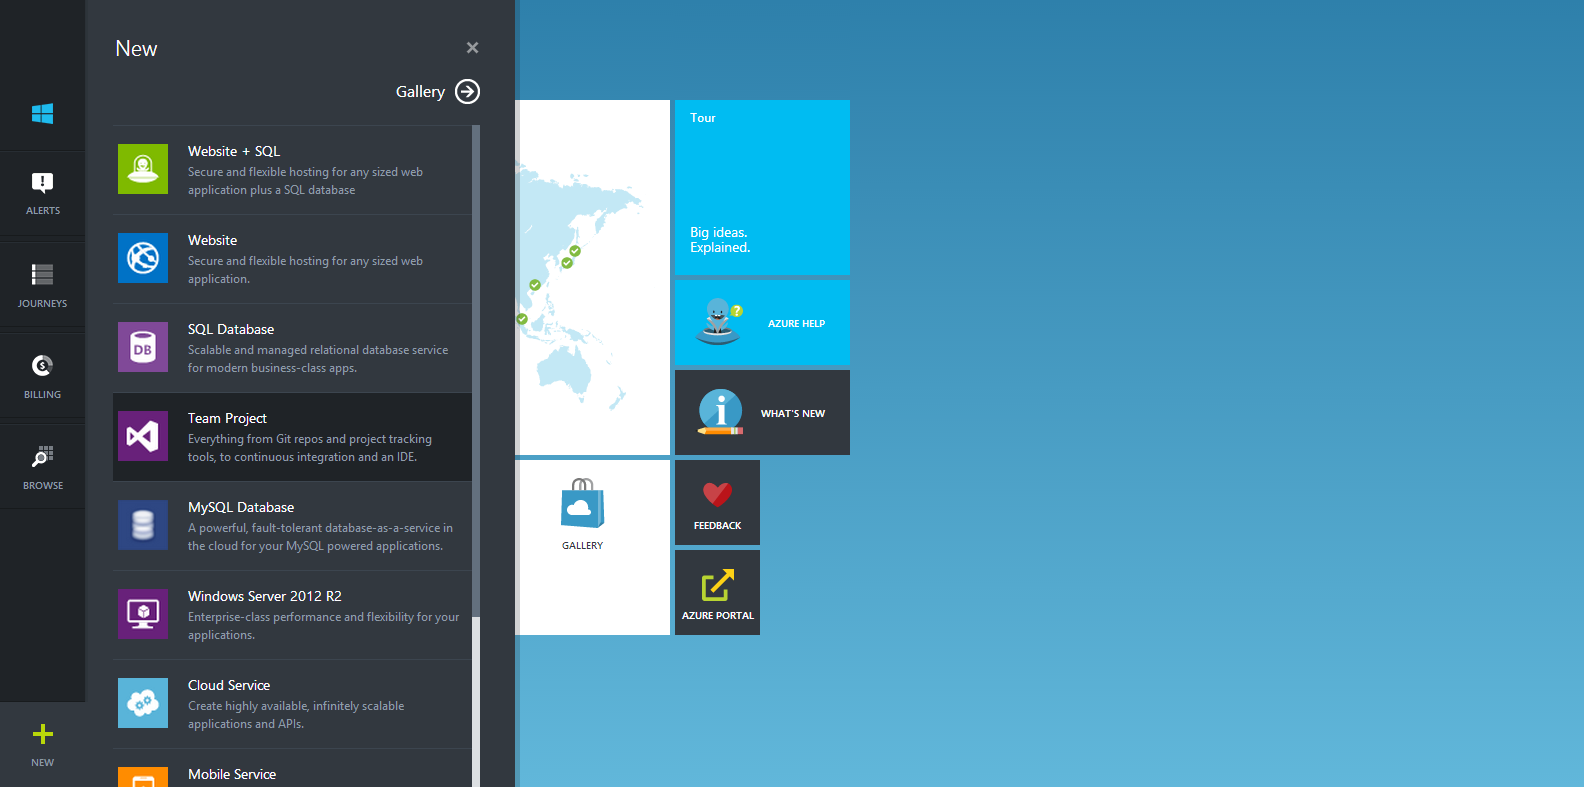 New
Gallery
ALERTS
JOURNEYS
BILLING
BROWSE
NEW
Website + SQL
Secure and flexible hosting for any sized web
application plus a SQL database
Website
Secure and flexible hosting for any sized web
application.
DB
SQL Database
Scalable and managed relational database service
for modern business-class apps.
Team Project
Everything from Git repos and project tracking
tools, to continuous integration and an IDE.
MySQL Database
A powerful, fault-tolerant database-as-a-service in
the cloud for your MySQL powered applications.
Windows Server 2012 R2
Enterprise-class performance and flexibility for your
applications.
Cloud Service
Create highly available, infinitely scalable
applications and APIs.
Mobile Service
Tour
Big ideas.
Explained.
AZURE HELP
WHAT'S NEW
GALLERY
FEEDBACK
AZURE PORTAL